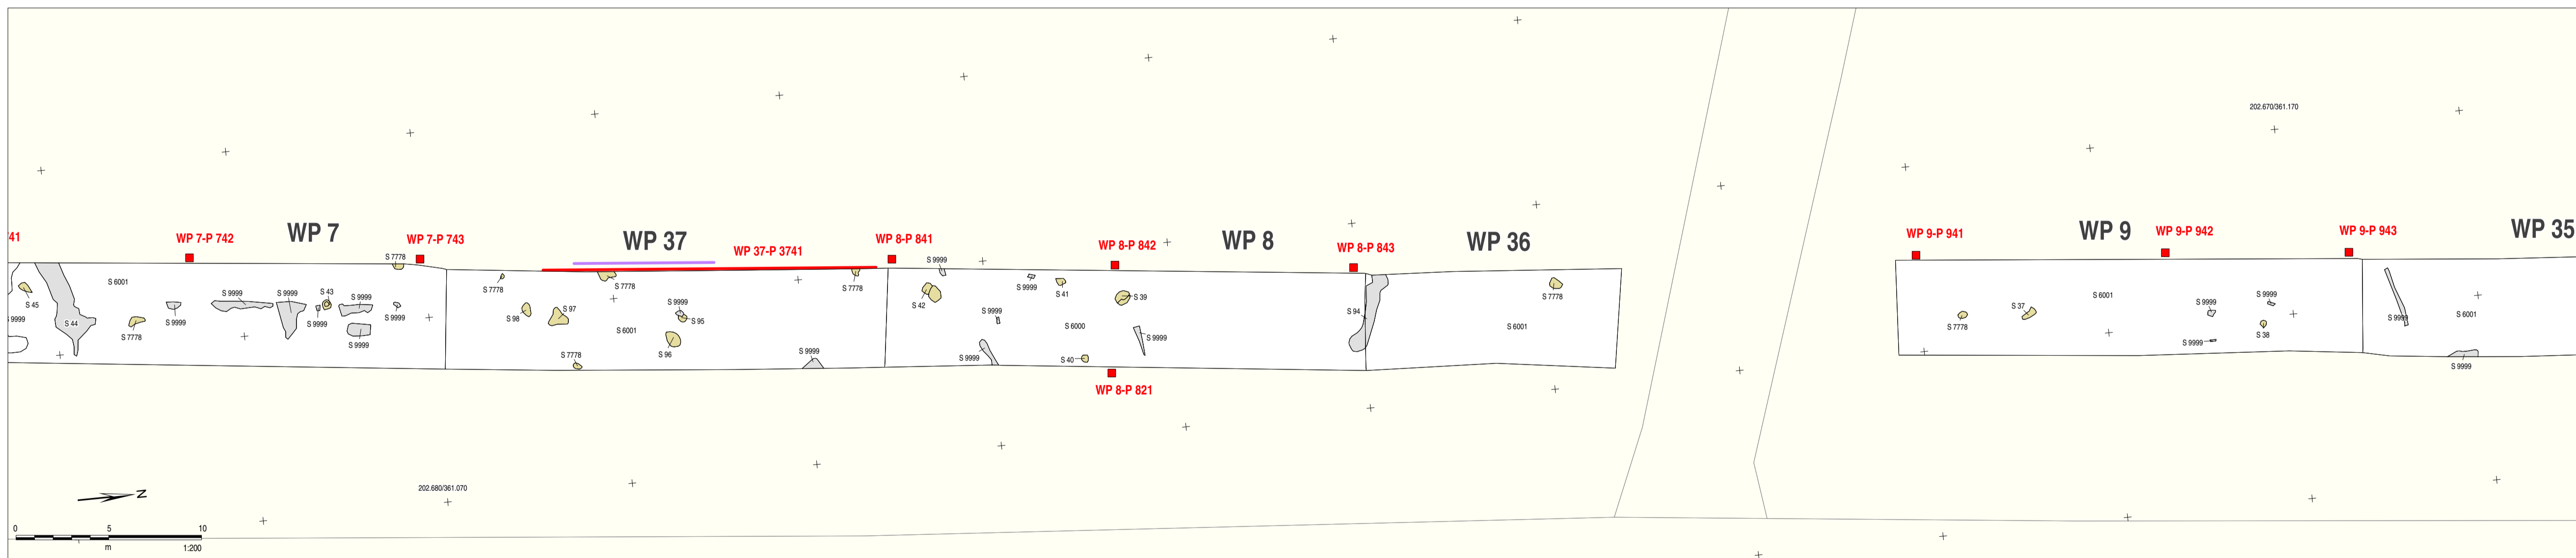 202.670/361.170
WP 7
WP 37
WP 8
WP 36
WP 9
WP 35
41
WP 7-P 742
WP 7-P 743
WP 37-P 3741
WP 8-P 841
WP 8-P 842
WP 8-P 843
WP 9-P 941
WP 9-P 942
WP 9-P 943
S 7778
S 9999
S 6001
S 45
S 9999
S 44
S 7778
S 9999
S 9999
S 9999
S 9999
S 43
S 9999
S 9999
S 9999
S 7778
S 98
S 97
S 7778
S 6001
S 9999
S 95
S 96
S 7778
S 7778
S 9999
S 42
S 9999
S 9999
S 9999
S 41
S 39
S 6000
S 9999
S 40
S 94
S 7778
S 6001
S 7778
S 37
S 6001
S 9999
S 9999
S 38
S 9999
S 9999
S 6001
S 9999
WP 8-P 821
202.680/361.070
N
0 5 10
m 1:200